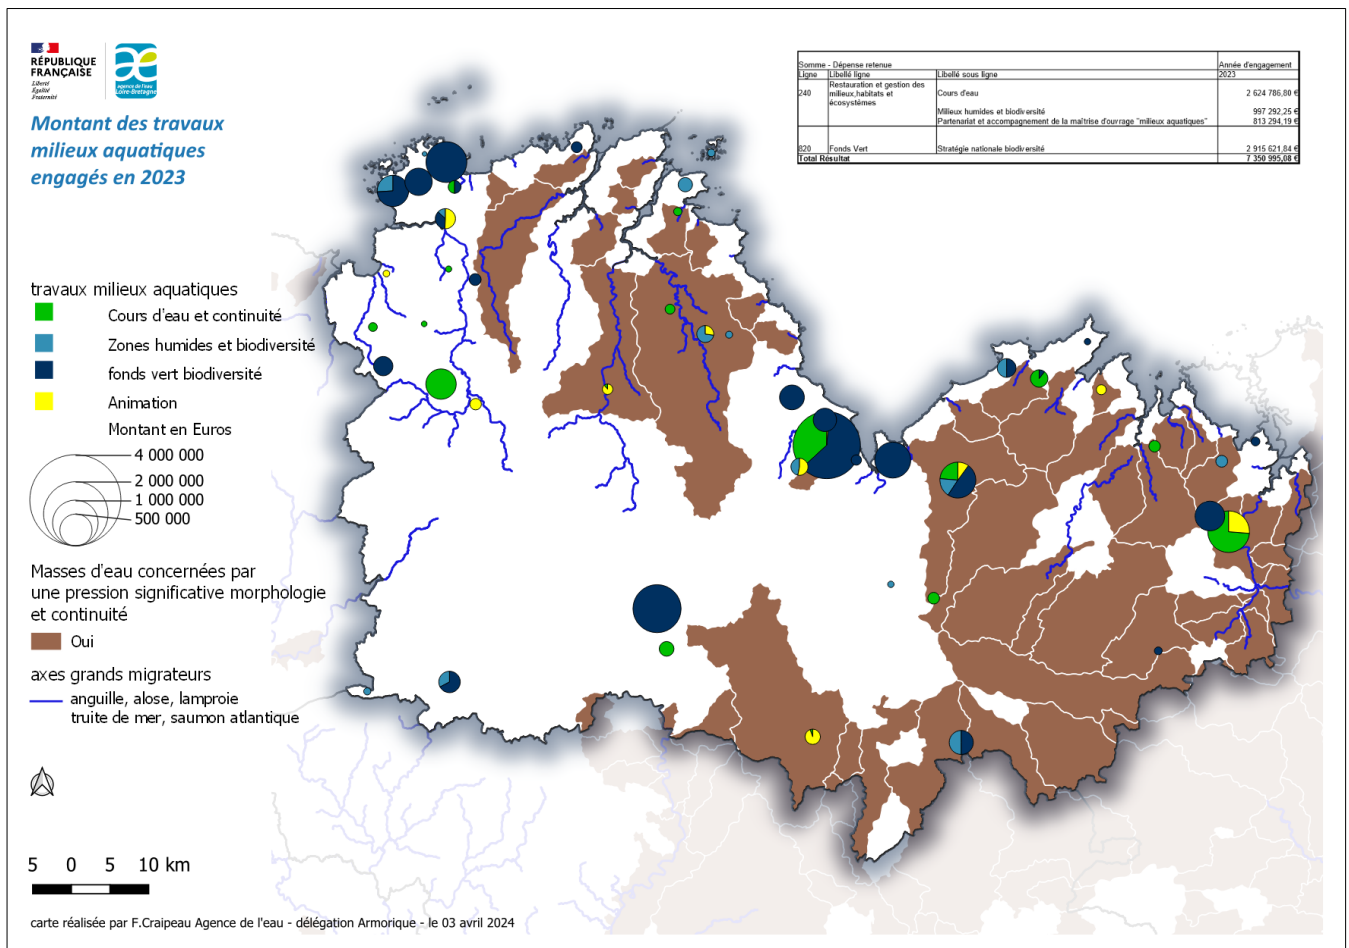 RÉPUBLIQUE
FRANÇAISE
Liberté
Égalité
Fraternité
agence de l'eau
Loire-Bretagne
Montant des travaux
milieux aquatiques
engagés en 2023
Somme - Dépense retenue Année d'engagement
Ligne Libellé ligne Libellé sous ligne 2023
240 Restauration et gestion des milieux,habitats et écosystèmes Cours d'eau 2 624 786,80 €
Milieux humides et biodiversité 997 292,25 €
Partenariat et accompagnement de la maîtrise d'ourrage "milieux aquatiques" 813 294,19 €
820 Fonds Vert Stratégie nationale biodiversité 2 915 621,84 €
Total Résultat 7 350 995,08 €
travaux milieux aquatiques
Cours d'eau et continuité
Zones humides et biodiversité
fonds vert biodiversité
Animation
Montant en Euros
4 000 000
2 000 000
1 000 000
500 000
Masses d'eau concernées par
une pression significative morphologie
et continuité
Oui
axes grands migrateurs
anguille, alose, lamproie
truite de mer, saumon atlantique
5 0 5 10 km
carte réalisée par F.Craipeau Agence de l'eau - délégation Armorique - le 03 avril 2024